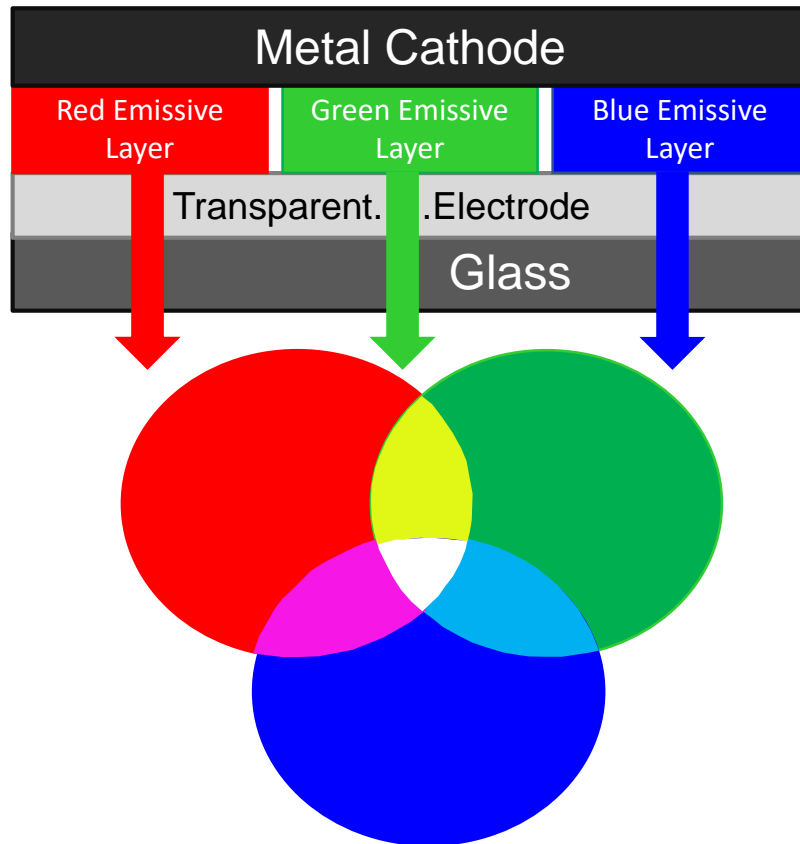 Metal Cathode
Red Emissive
Layer
Green Emissive
Layer
Blue Emissive
Layer
Transparent. .Electrode
Glass